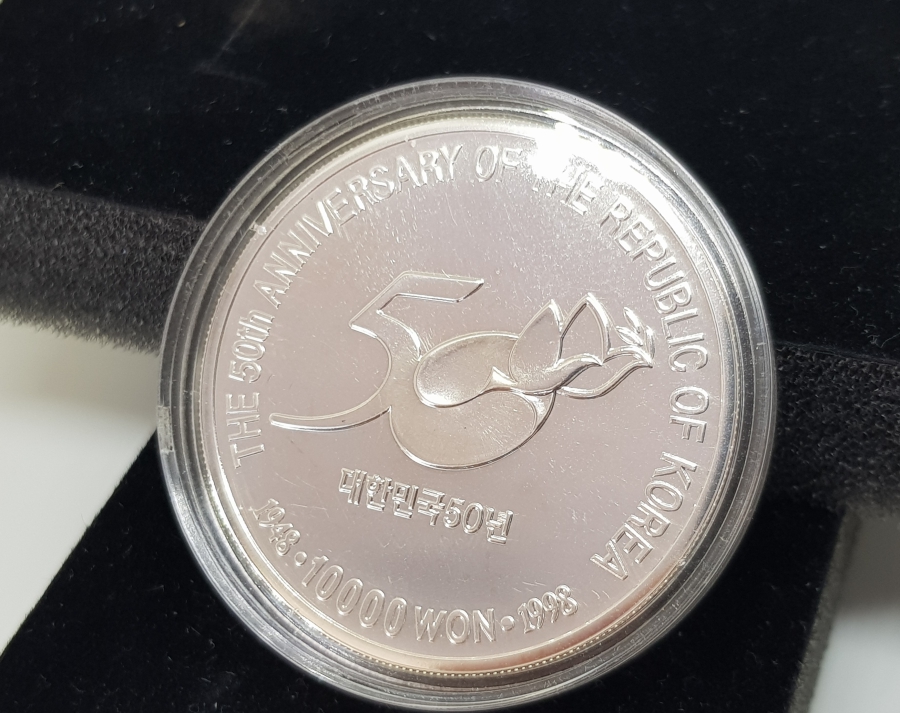 THE 50th ANNIVERSARY OF THE REPUBLIC OF KOREA
50
대한민국50년
1948 · 10000 WON · 1998